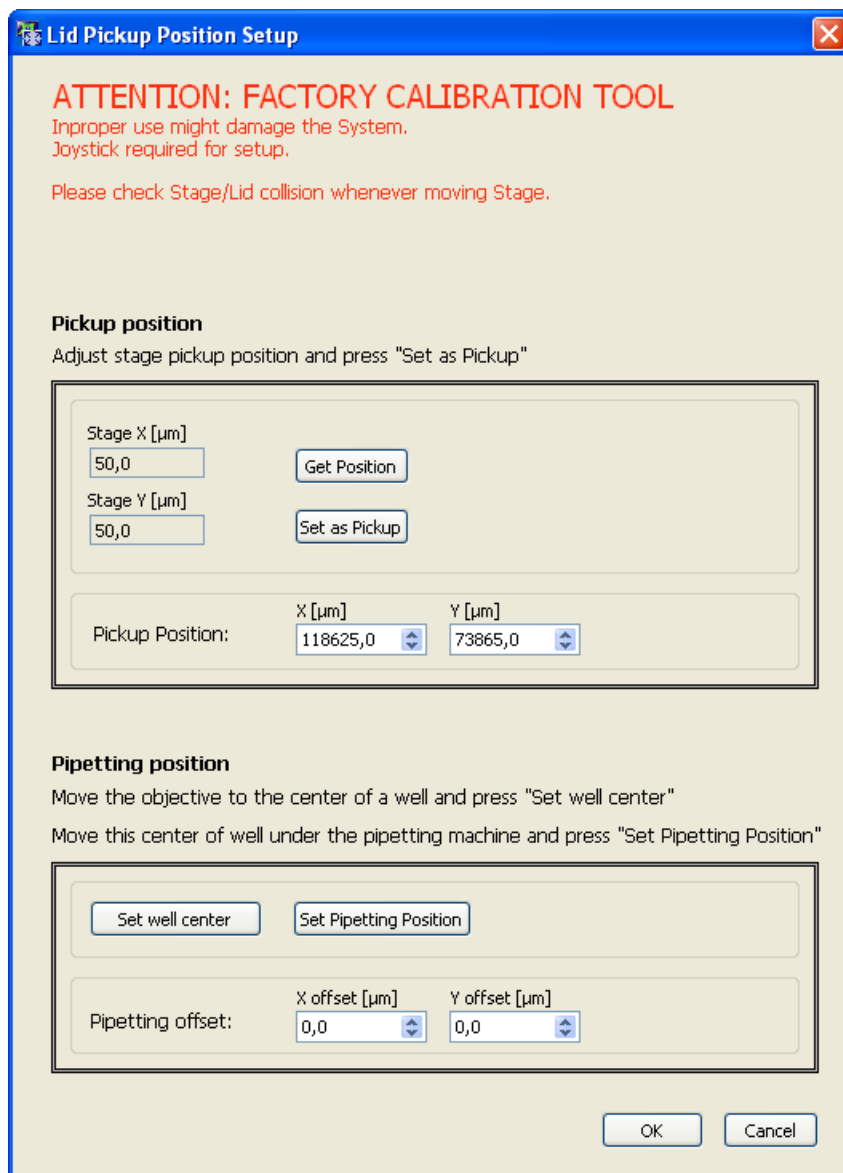 Lid Pickup Position Setup
ATTENTION: FACTORY CALIBRATION TOOL
Inproper use might damage the System.
Joystick required for setup.
Please check Stage/Lid collision whenever moving Stage.
Pickup position
Adjust stage pickup position and press "Set as Pickup"
Stage X [µm]
50,0
Get Position
Stage Y [µm]
50,0
Set as Pickup
X [µm] Y [µm]
Pickup Position: 118625,0 73865,0
Pipetting position
Move the objective to the center of a well and press "Set well center"
Move this center of well under the pipetting machine and press "Set Pipetting Position"
Set well center Set Pipetting Position
X offset [µm] Y offset [µm]
Pipetting offset: 0,0 0,0
OK Cancel